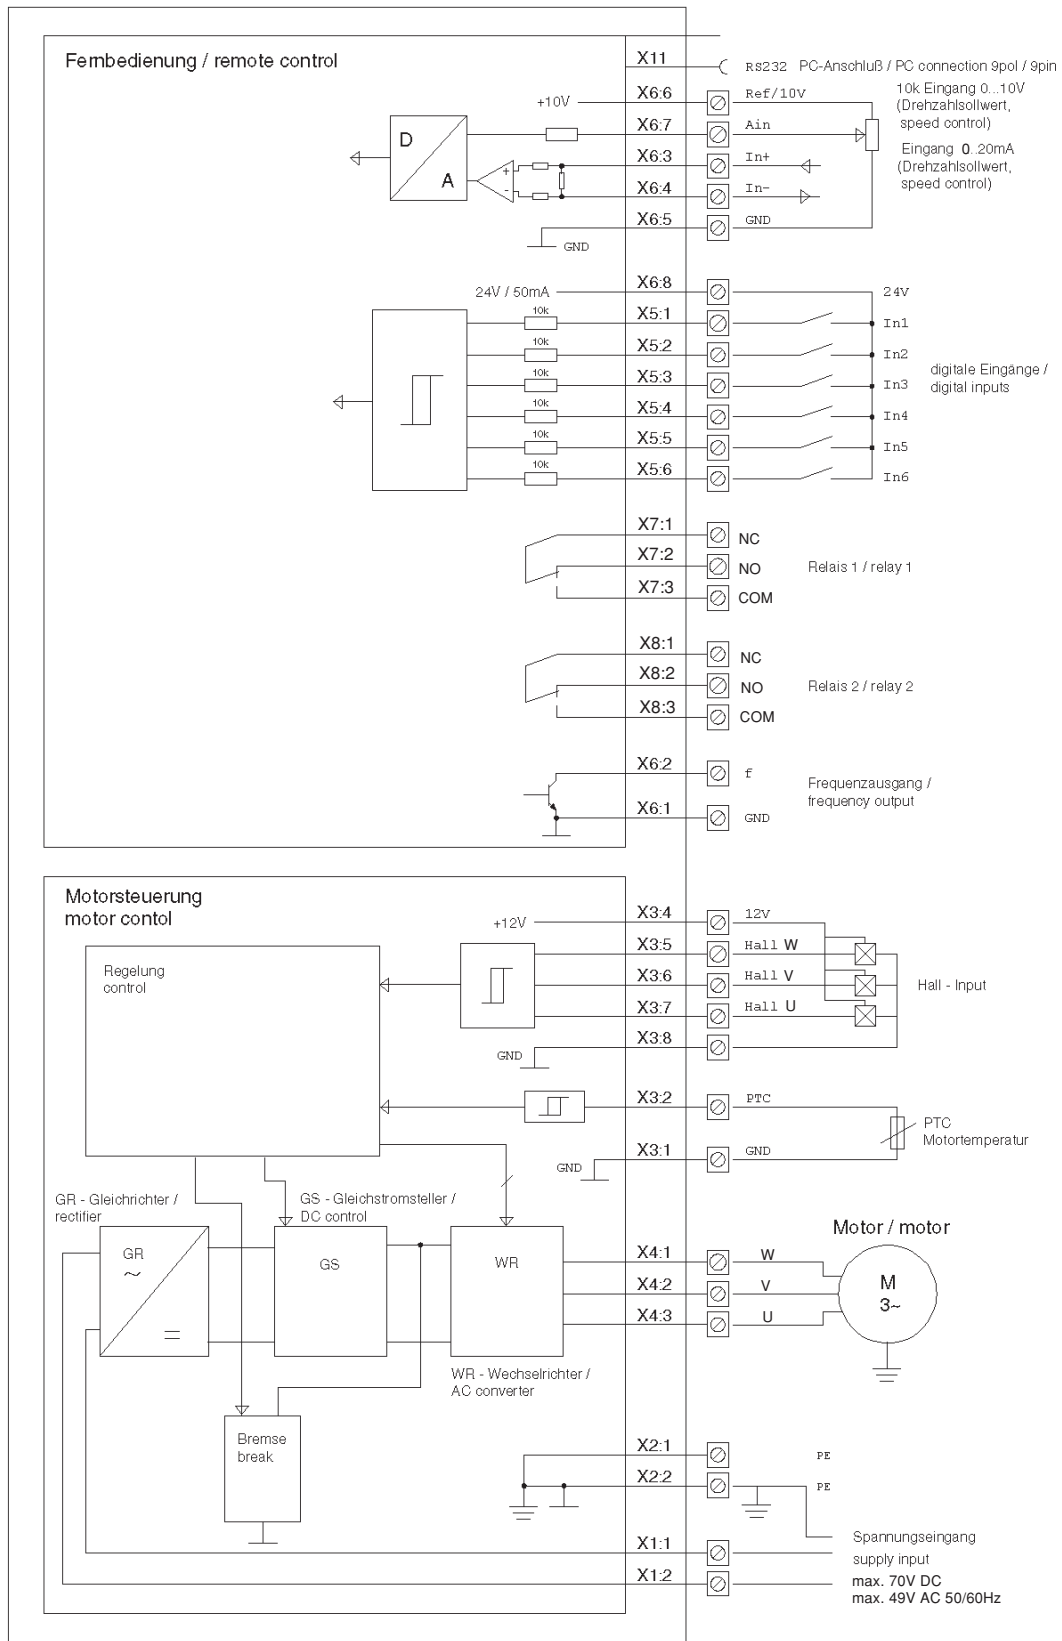 Fernbedienung / remote control
X11
RS232 PC-Anschluß / PC connection 9pol / 9pin
+10V
X6:6
Ref/10V
10k Eingang 0...10V
(Drehzahlsollwert,
speed control)
D
A
X6:7
Ain
Eingang 0..20mA
(Drehzahlsollwert,
speed control)
+
X6:3
In+
-
X6:4
In-
X6:5
GND
GND
24V / 50mA
X6:8
24V
10k
X5:1
In1
10k
X5:2
In2
digitale Eingänge /
digital inputs
10k
X5:3
In3
10k
X5:4
In4
10k
X5:5
In5
10k
X5:6
In6
X7:1
NC
X7:2
NO
Relais 1 / relay 1
X7:3
COM
X8:1
NC
X8:2
NO
Relais 2 / relay 2
X8:3
COM
X6:2
f
Frequenzausgang /
frequency output
X6:1
GND
Motorsteuerung
motor contol
+12V
X3:4
12V
Regelung
control
X3:5
Hall W
X3:6
Hall V
Hall - Input
X3:7
Hall U
X3:8
GND
X3:2
PTC
PTC
Motortemperatur
X3:1
GND
GND
GR - Gleichrichter /
rectifier
GS - Gleichstromsteller /
DC control
Motor / motor
GR
~
=
GS
WR
X4:1
W
X4:2
V
X4:3
U
M
3~
WR - Wechselrichter /
AC converter
Bremse
break
X2:1
PE
X2:2
PE
X1:1
Spannungseingang
supply input
X1:2
max. 70V DC
max. 49V AC 50/60Hz